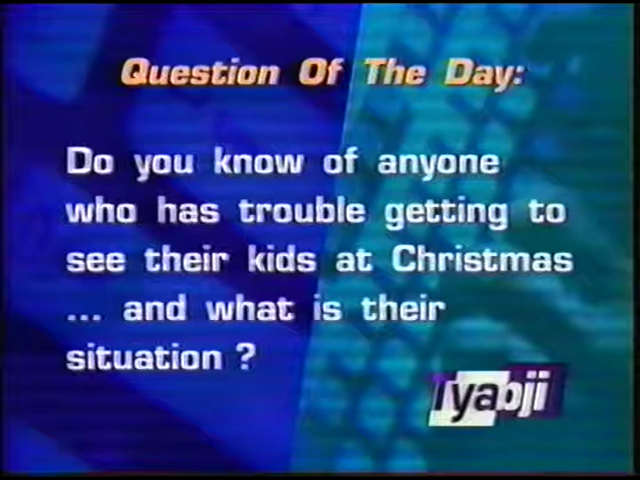 Question Of The Day:
Do you know of anyone
who has trouble getting to
see their kids at Christmas
... and what is their
situation ?
Tyabji